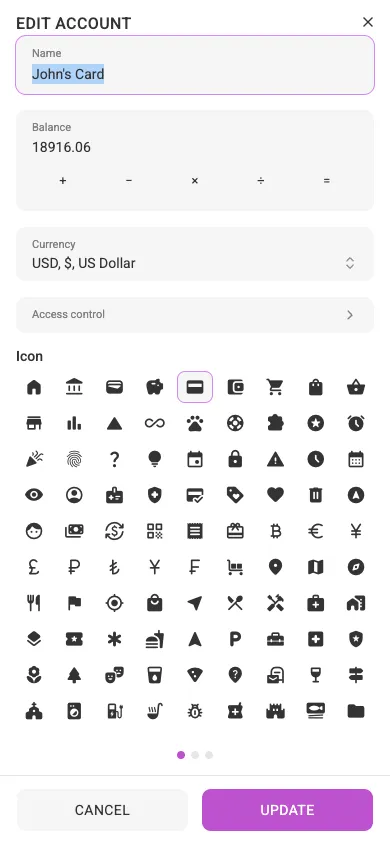 EDIT ACCOUNT
Name
John's Card
Balance
18916.06
+ − × ÷ =
Currency
USD, $, US Dollar
Access control
Icon
CANCEL
UPDATE